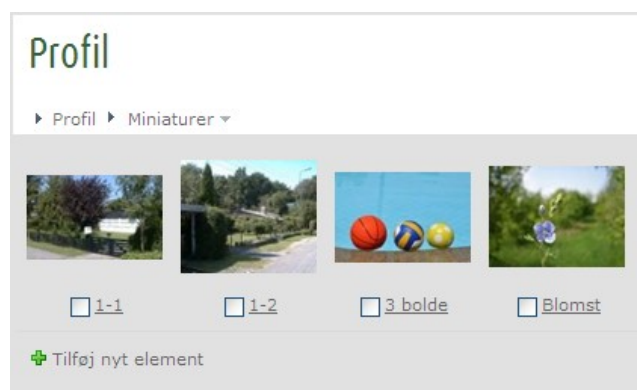 Profil
Profil Miniaturer
1-1 1-2 3 bolde Blomst
Tilføj nyt element